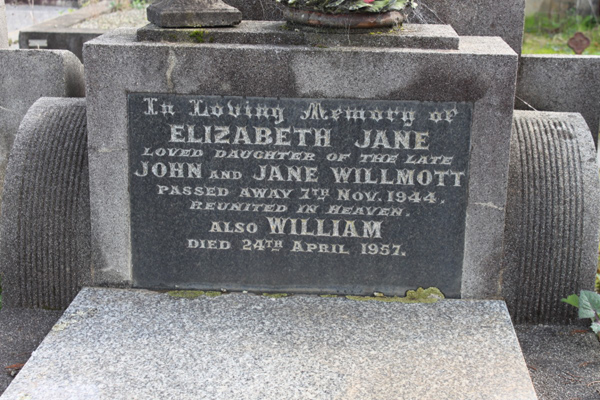 In Loving Memory of
ELIZABETH JANE
LOVED DAUGHTER OF THE LATE
JOHN AND JANE WILLMOTT
PASSED AWAY 7TH NOV. 1944.
REUNITED IN HEAVEN.
ALSO WILLIAM
DIED 24TH APRIL 1957.